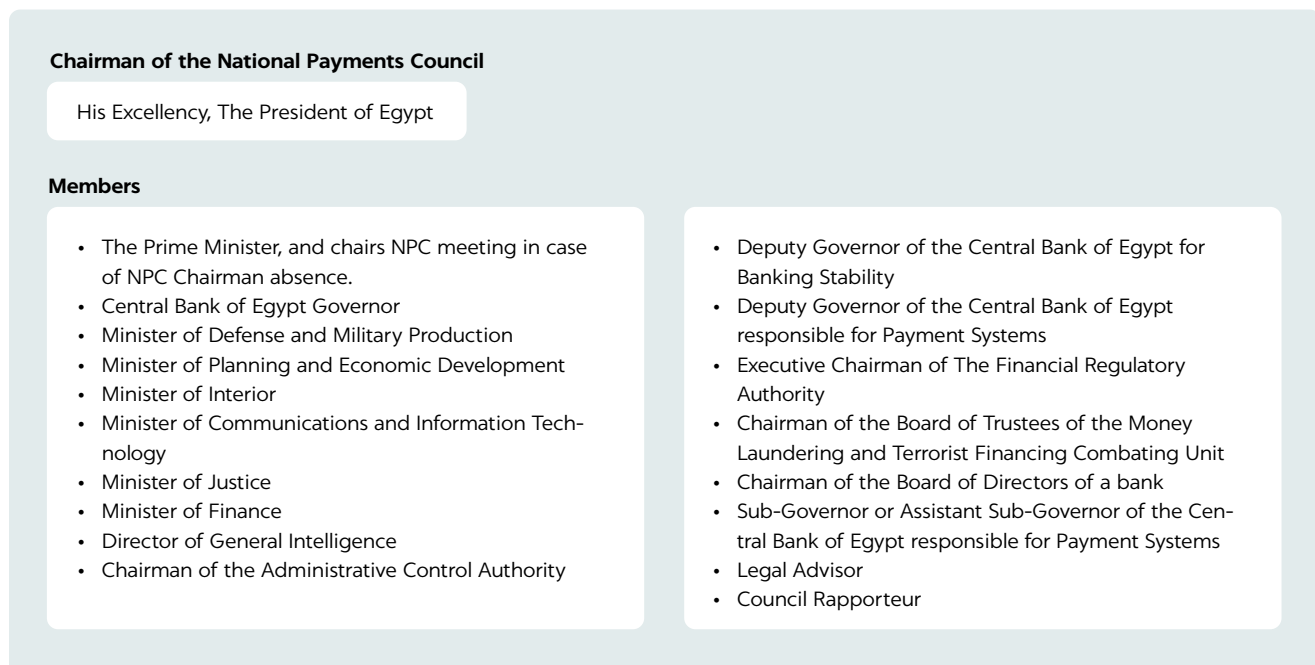 Chairman of the National Payments Council
His Excellency, The President of Egypt
Members
• The Prime Minister, and chairs NPC meeting in case
of NPC Chairman absence.
• Central Bank of Egypt Governor
• Minister of Defense and Military Production
• Minister of Planning and Economic Development
• Minister of Interior
• Minister of Communications and Information Tech-
nology
• Minister of Justice
• Minister of Finance
• Director of General Intelligence
• Chairman of the Administrative Control Authority
• Deputy Governor of the Central Bank of Egypt for
Banking Stability
• Deputy Governor of the Central Bank of Egypt
responsible for Payment Systems
• Executive Chairman of The Financial Regulatory
Authority
• Chairman of the Board of Trustees of the Money
Laundering and Terrorist Financing Combating Unit
• Chairman of the Board of Directors of a bank
• Sub-Governor or Assistant Sub-Governor of the Cen-
tral Bank of Egypt responsible for Payment Systems
• Legal Advisor
• Council Rapporteur